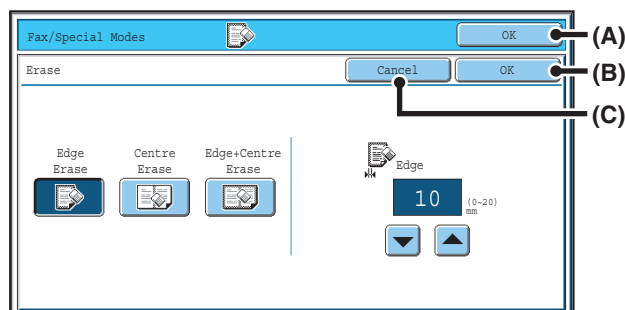 Fax/Special Modes
OK
(A)
Erase
Cancel
OK
(B)
(C)
Edge
Erase
Centre
Erase
Edge+Centre
Erase
Edge
10
(0~20)
mm